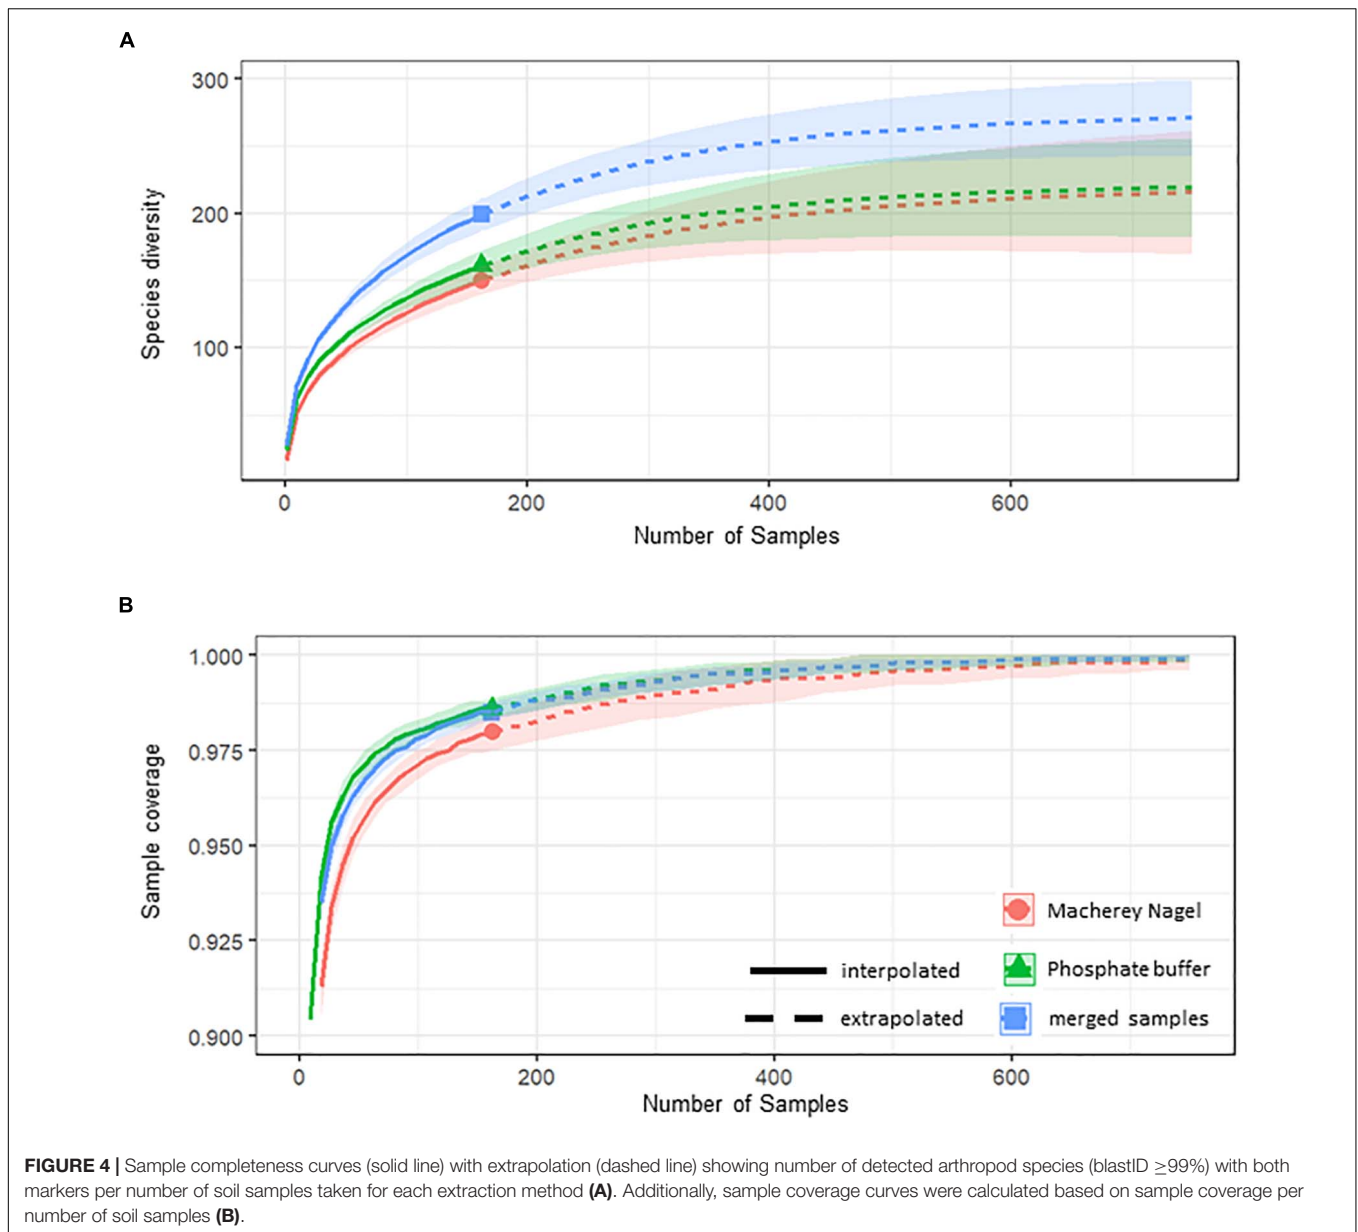 A
300
200
100
Species diversity
0 200 400 600
Number of Samples
B
1.000
0.975
0.950
0.925
0.900
Sample coverage
Macherey Nagel
interpolated Phosphate buffer
extrapolated merged samples
0 200 400 600
Number of Samples
FIGURE 4 | Sample completeness curves (solid line) with extrapolation (dashed line) showing number of detected arthropod species (blastID ≥99%) with both
markers per number of soil samples taken for each extraction method (A). Additionally, sample coverage curves were calculated based on sample coverage per
number of soil samples (B).